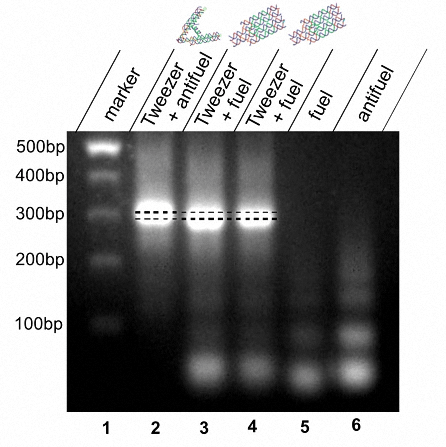 marker
Tweezer
+ antifuel
Tweezer
+ fuel
Tweezer
+ fuel
fuel
antifuel
500bp
400bp
300bp
200bp
100bp
1 2 3 4 5 6